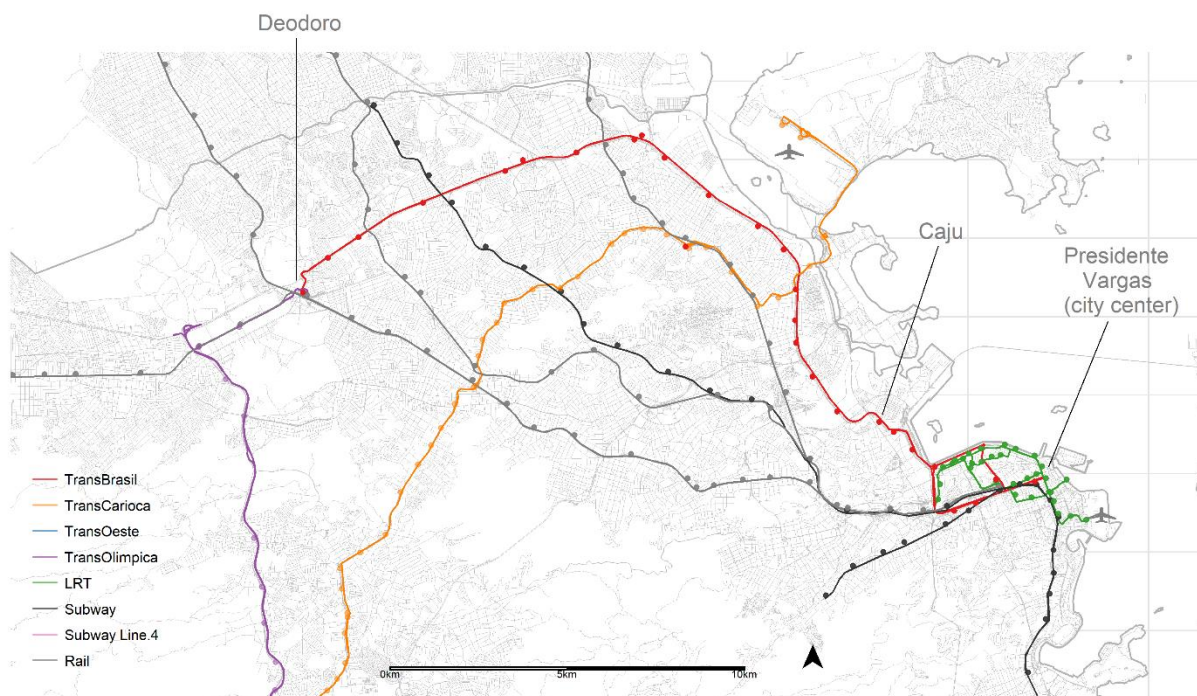 Deodoro
Caju
Presidente
Vargas
(city center)
TransBrasil
TransCarioca
TransOeste
TransOlimpica
LRT
Subway
Subway Line.4
Rail
0km
5km
10km